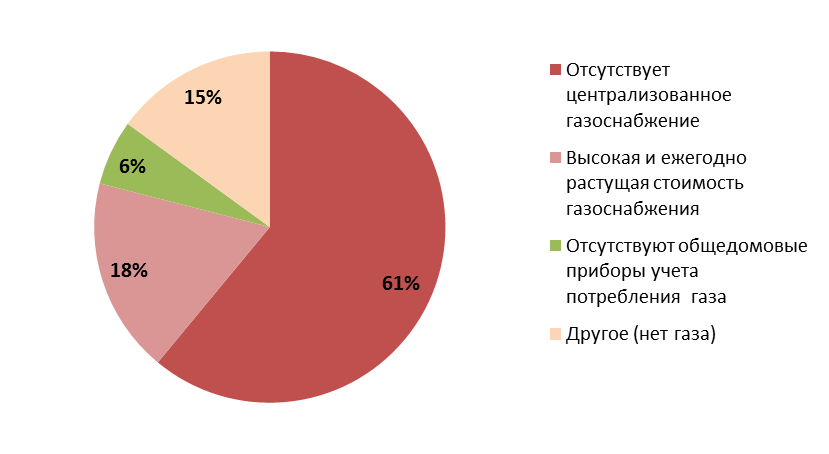 15%
6%
18%
61%
Отсутствует
централизованное
газоснабжение
Высокая и ежегодно
растущая стоимость
газоснабжения
Отсутствуют общедомовые
приборы учета
потребления  газа
Другое (нет газа)